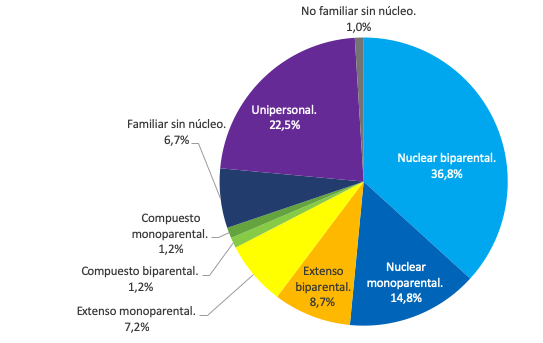 No familiar sin núcleo.
1,0%
Nuclear biparental.
36,8%
Nuclear
monoparental.
14,8%
Extenso
biparental.
8,7%
Extenso monoparental.
7,2%
Compuesto biparental.
1,2%
Compuesto
monoparental.
1,2%
Familiar sin núcleo.
6,7%
Unipersonal.
22,5%